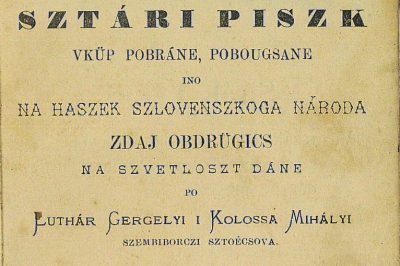 SZTÁRI PISZK
VKÜP POBRÁNE, POBOUGSANE
INO
NA HASZEK SZLOVENSZKOGA NÁRODA
ZDAJ OBDRÜGICS
NA SZVETLOSZT DÁNE
PO
LUTHÁR GERGELYI I KOLOSSA MIHÁLYI
SZEMBIBORCZI SZTOÉCSOVA.